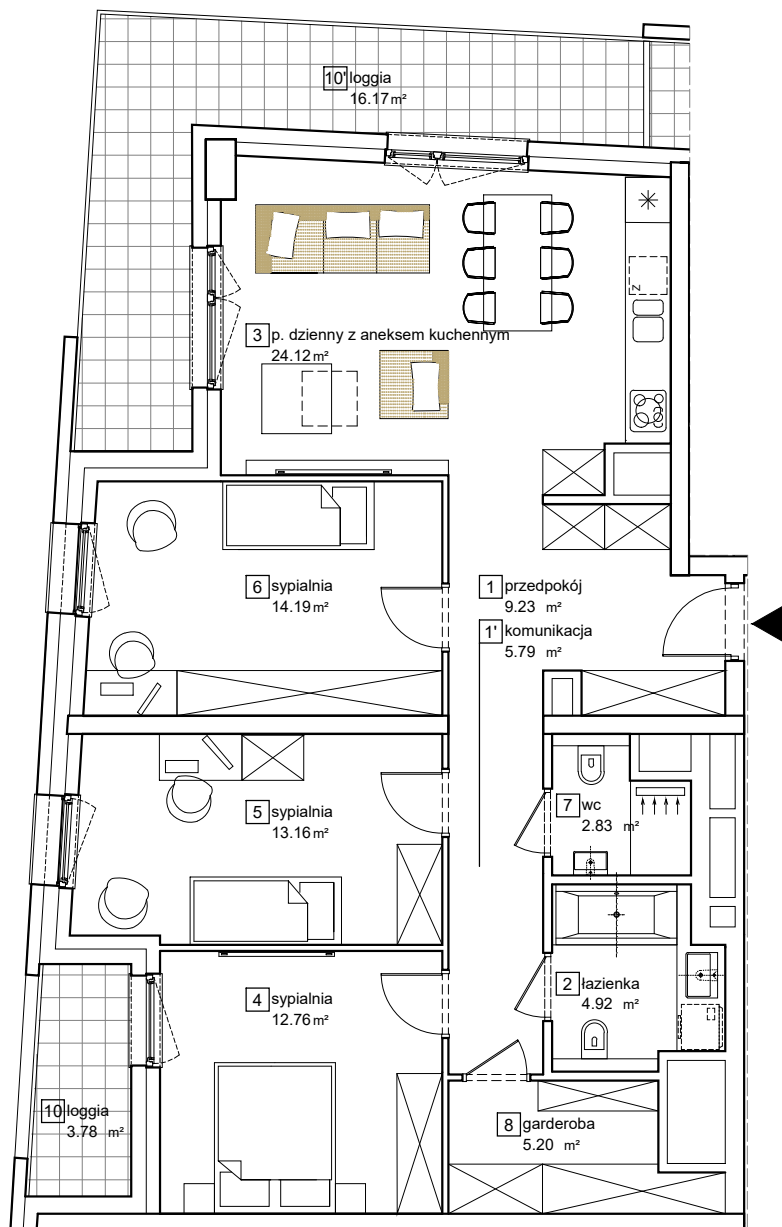 10' loggia
16.17 m²
3 p. dzienny z aneksem kuchennym
24.12 m²
z
6 sypialnia
14.19 m²
1 przedpokój
9.23 m²
1' komunikacja
5.79 m²
5 sypialnia
13.16 m²
7 wc
2.83 m²
4 sypialnia
12.76 m²
2 łazienka
4.92 m²
10 loggia
3.78 m²
8 garderoba
5.20 m²